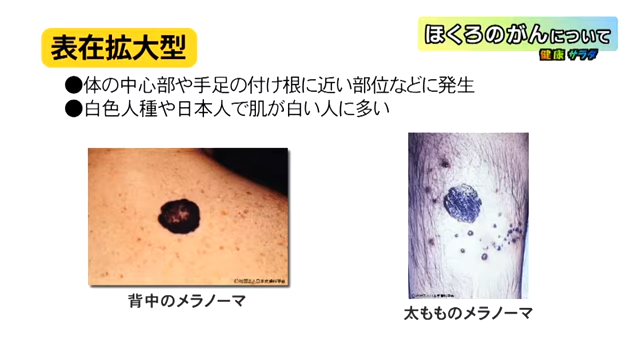 ほくろのがんについて
健康サラダ
表在拡大型
●体の中心部や手足の付け根に近い部位などに発生
●白色人種や日本人で肌が白い人に多い
背中のメラノーマ
太もものメラノーマ